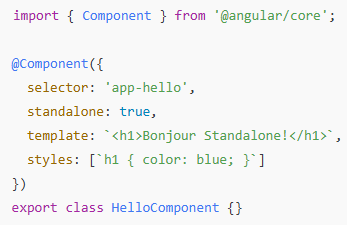 import { Component } from '@angular/core';
@Component({
selector: 'app-hello',
standalone: true,
template: `<h1>Bonjour Standalone!</h1>`,
styles: [`h1 { color: blue; }`]
})
export class HelloComponent {}